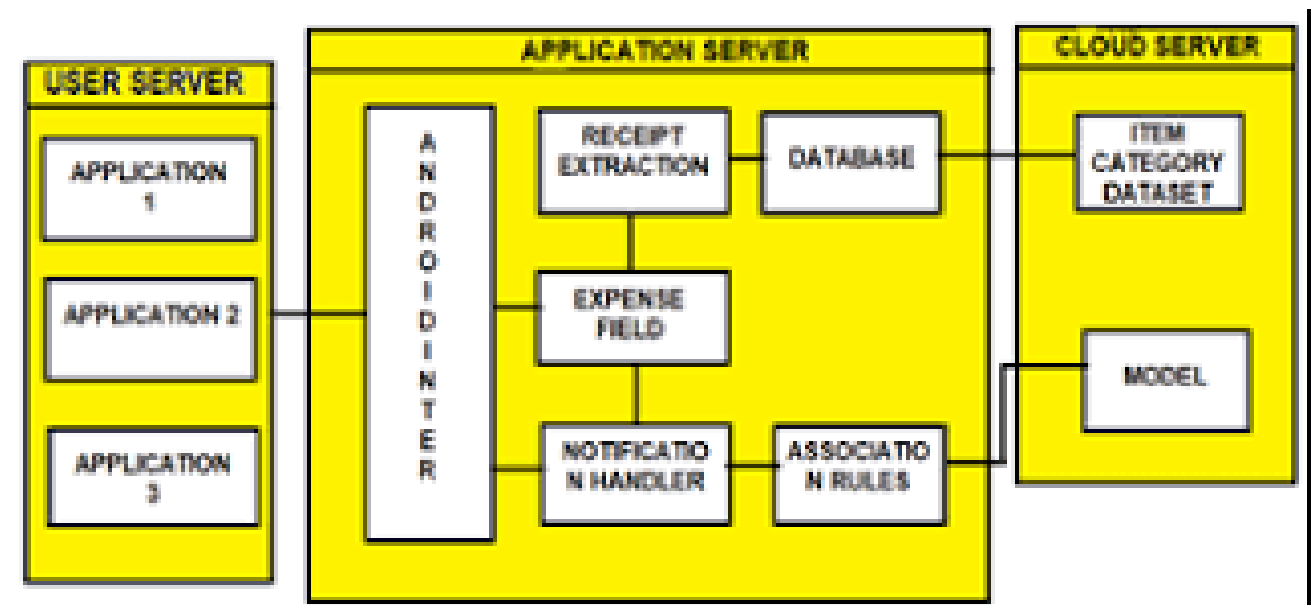 USER SERVER
APPLICATION
1
APPLICATION 2
APPLICATION
3
APPLICATION SERVER
A
N
D
R
O
I
D
I
N
T
E
R
RECEIPT
EXTRACTION
DATABASE
EXPENSE
FIELD
NOTIFICATIO
N HANDLER
ASSOCIATIO
N RULES
CLOUD SERVER
ITEM
CATEGORY
DATASET
MODEL